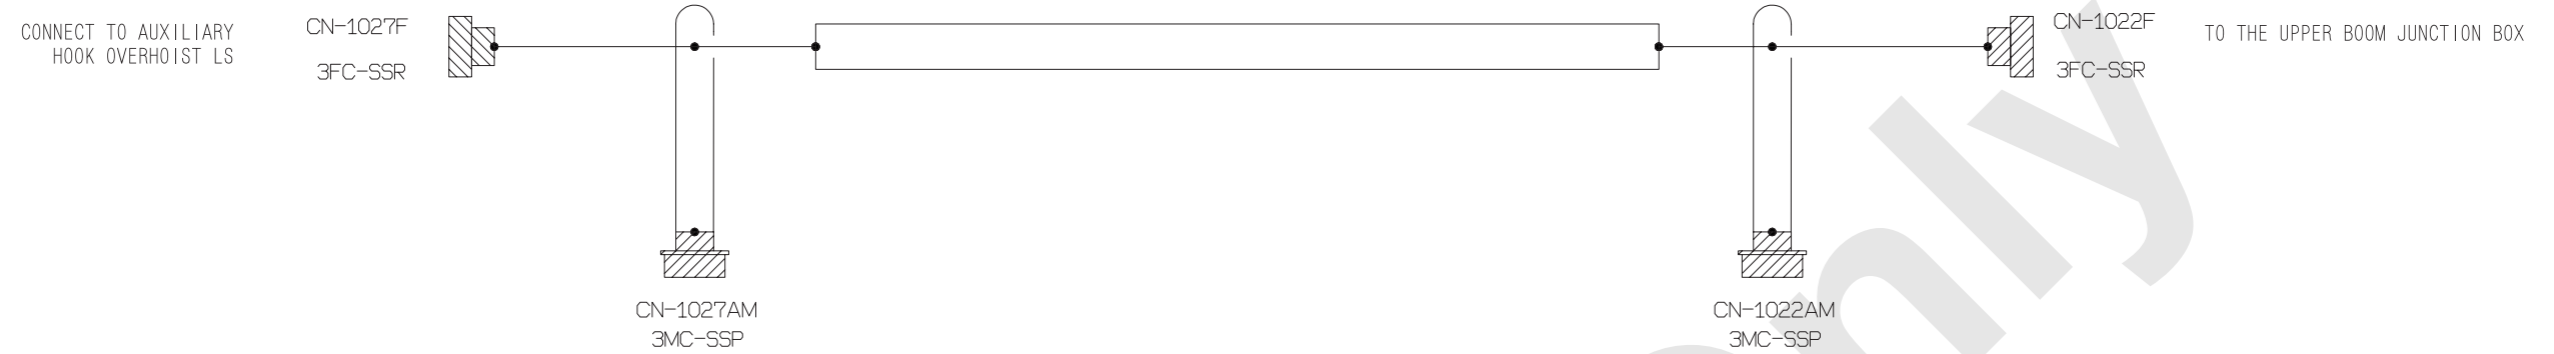 CONNECT TO AUXILIARY
HOOK OVERHOIST LS
CN-1027F
3FC-SSR
CN-1022F
3FC-SSR
TO THE UPPER BOOM JUNCTION BOX
CN-1027AM
3MC-SSP
CN-1022AM
3MC-SSP
nly